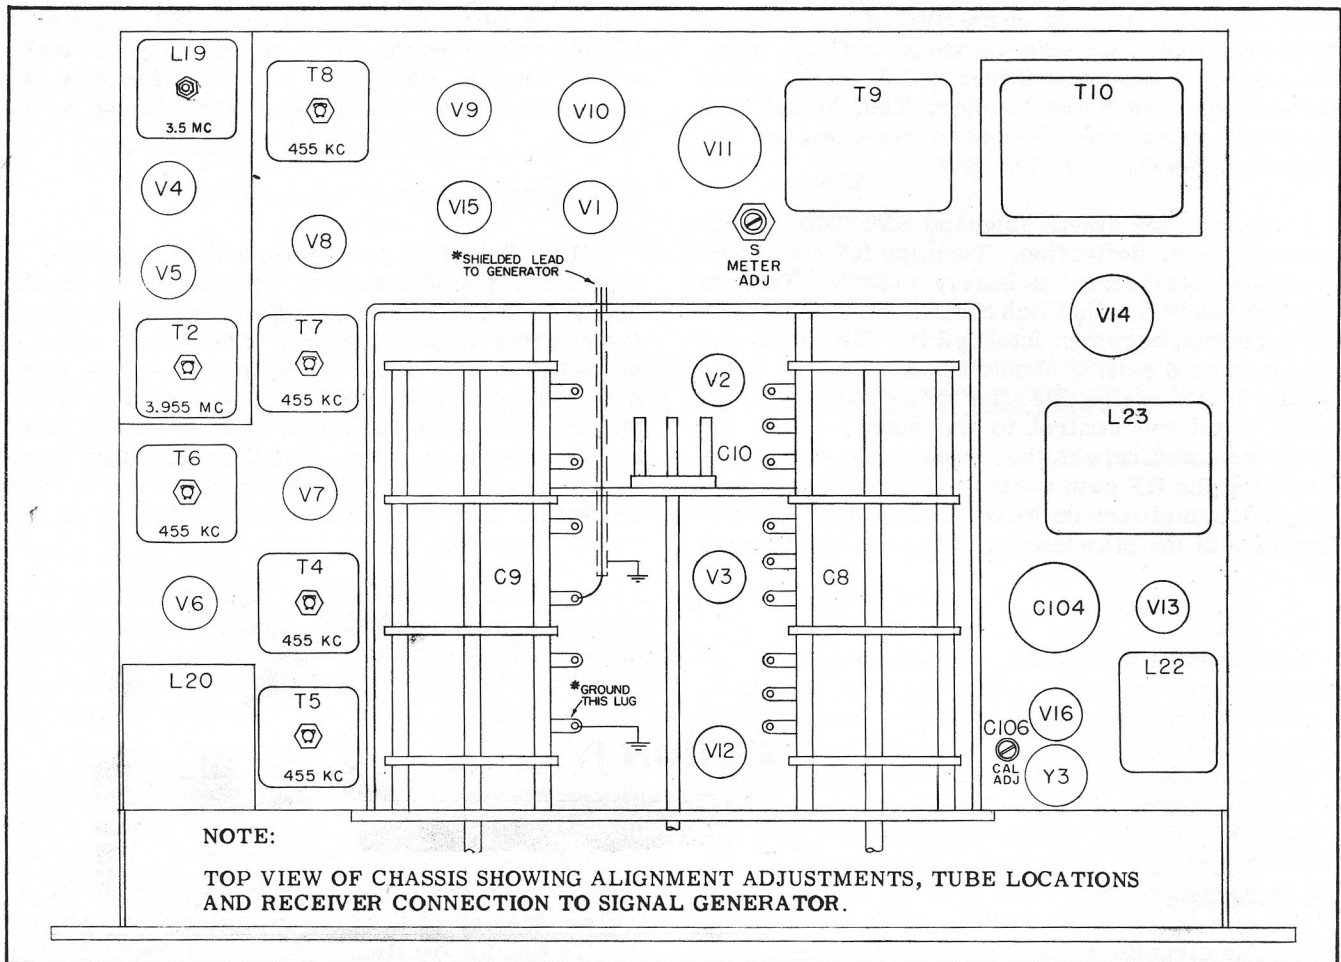 L19
3.5 MC
T8
455 KC
V9
V10
V11
T9
T10
V4
V15
V1
V8
S
METER
ADJ
V5
*SHIELDED LEAD
TO GENERATOR
V14
T2
3.955 MC
T7
455 KC
V2
L23
C10
T6
455 KC
V7
V6
T4
455 KC
C9
V3
C8
C104
V13
L20
T5
455 KC
*GROUND
THIS LUG
V12
L22
V16
C106
CAL
ADJ
Y3
NOTE:
TOP VIEW OF CHASSIS SHOWING ALIGNMENT ADJUSTMENTS, TUBE LOCATIONS
AND RECEIVER CONNECTION TO SIGNAL GENERATOR.